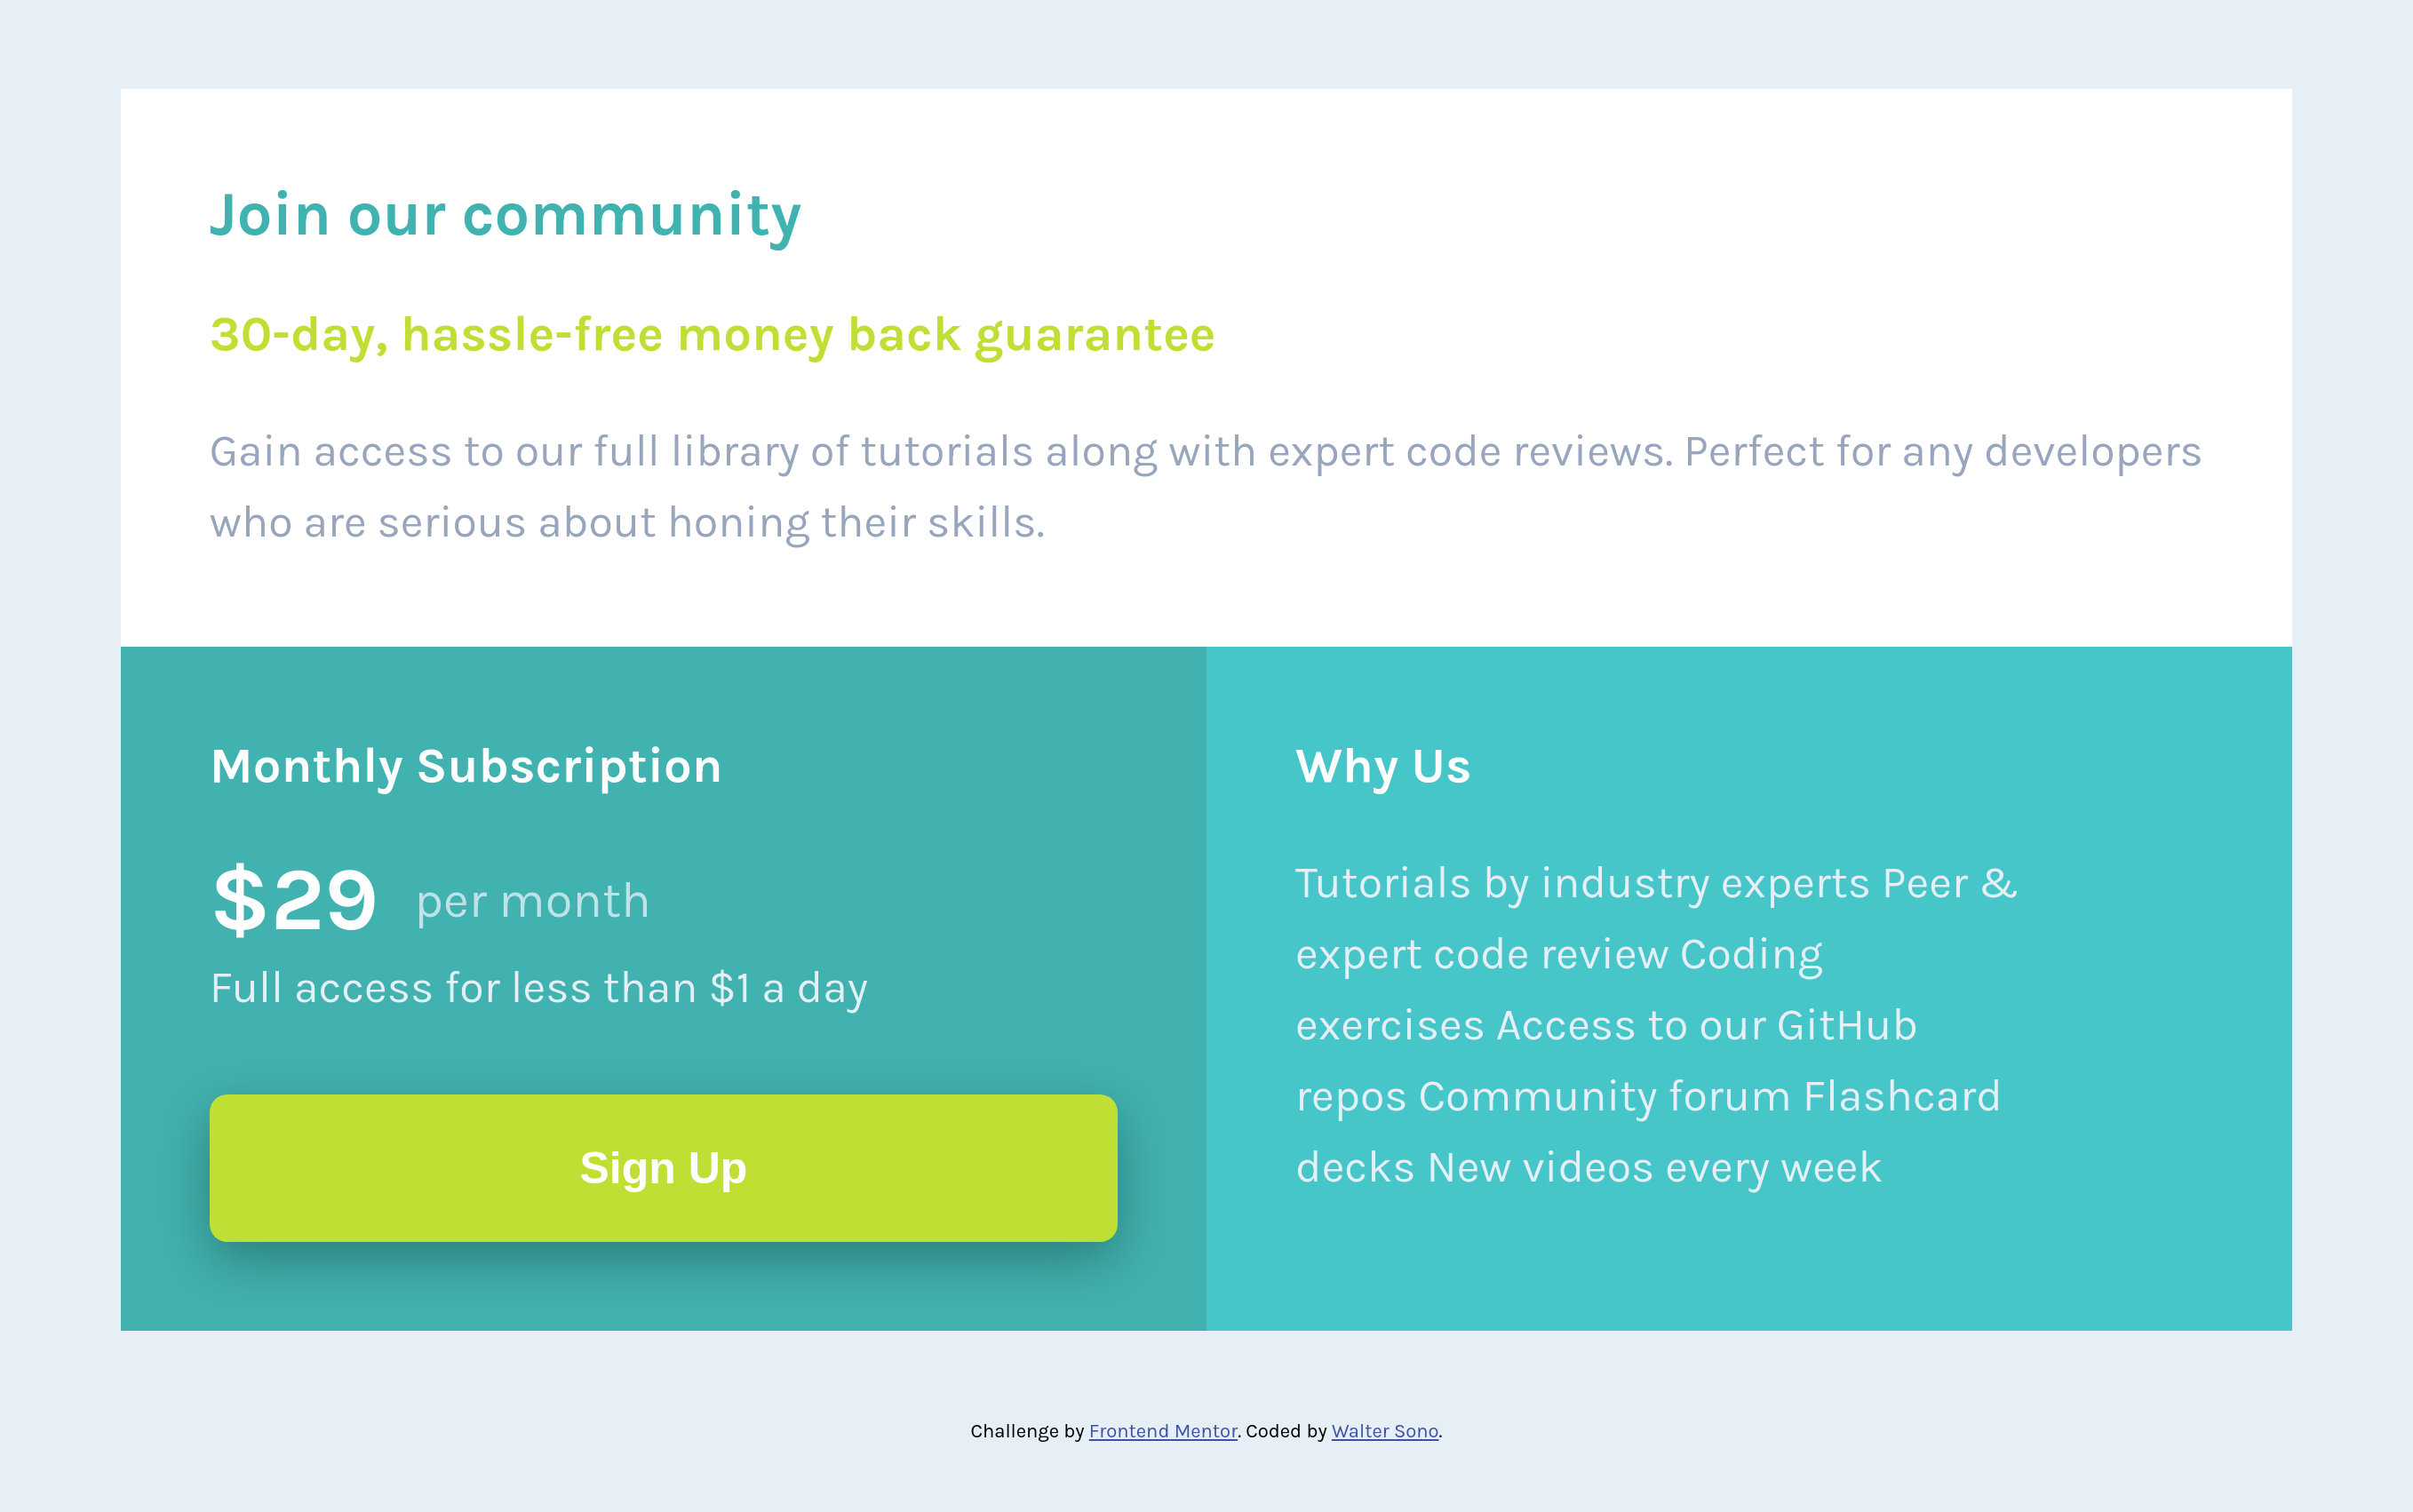 Join our community
30-day, hassle-free money back guarantee
Gain access to our full library of tutorials along with expert code reviews. Perfect for any developers
who are serious about honing their skills.
Monthly Subscription
$29 per month
Full access for less than $1 a day
Sign Up
Why Us
Tutorials by industry experts Peer &
expert code review Coding
exercises Access to our GitHub
repos Community forum Flashcard
decks New videos every week
Challenge by Frontend Mentor. Coded by Walter Sono.